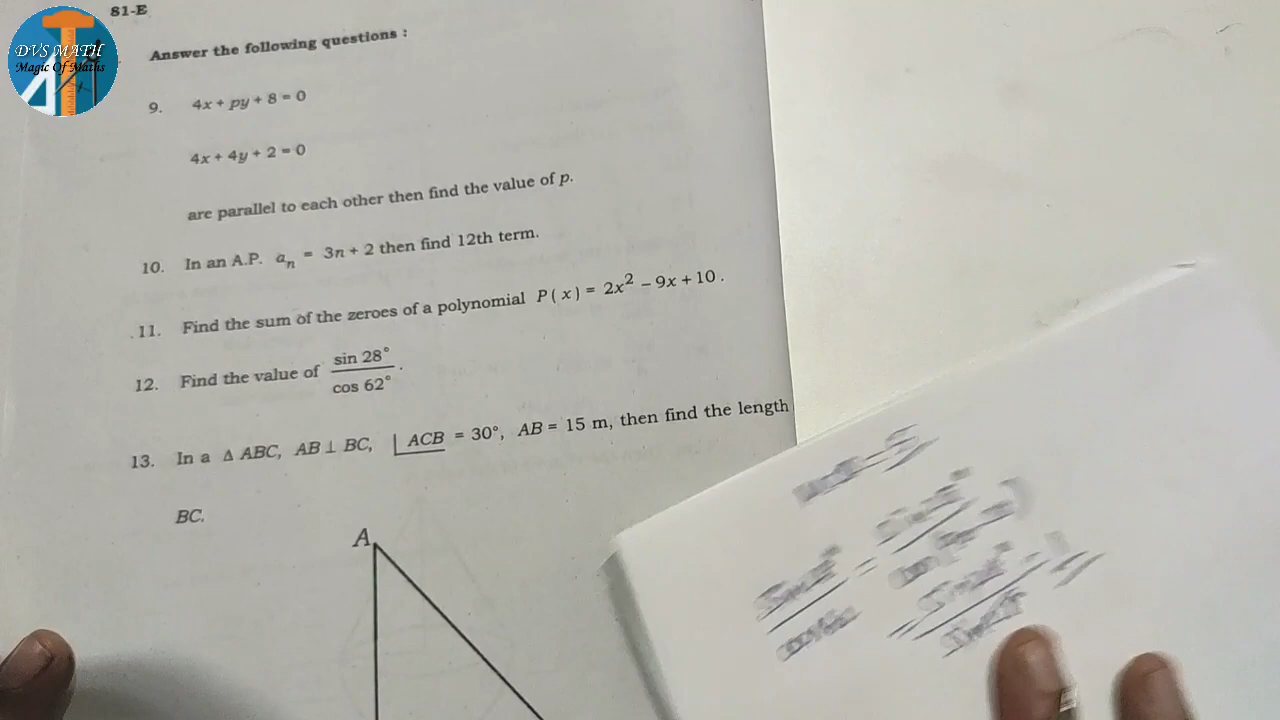 81-E
DVS MATH
Magic Of Maths
Answer the following questions :
9. 4x + py + 8 = 0
4x + 4y + 2 = 0
are parallel to each other then find the value of p.
10. In an A.P. aₙ = 3n + 2 then find 12th term.
11. Find the sum of the zeroes of a polynomial P ( x ) = 2x² – 9x + 10 .
12. Find the value of sin 28° / cos 62° .
13. In a Δ ABC, AB ⊥ BC, ∠ACB = 30°, AB = 15 m, then find the length
BC.
A